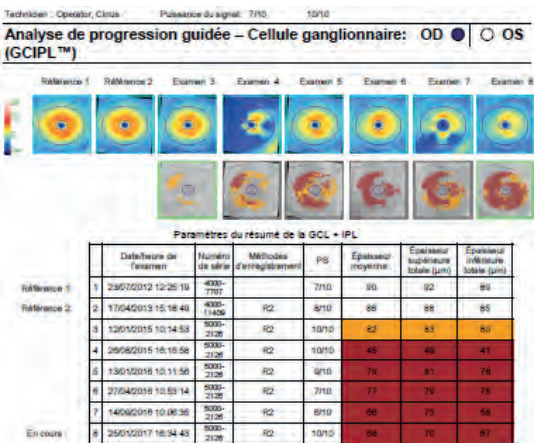 Technicien : Operator, Cirrus Puissance du signal: 7/10 10/10
Analyse de progression guidée – Cellule ganglionnaire: OD OS
(GCIPL™)
Référence 1 Référence 2 Examen 3 Examen 4 Examen 5 Examen 6 Examen 7 Examen 8
Paramètres du résumé de la GCL + IPL
Date/heure de l'examen Numéro de série Méthodes d'enregistrement PS Épaisseur moyenne Épaisseur supérieure totale (µm) Épaisseur inférieure totale (µm)
Référence 1: 1 23/07/2012 12:25:19 4000-7767 7/10 90 92 89
Référence 2: 2 17/04/2013 15:18:49 4000-11409 R2 8/10 86 88 85
3 12/01/2015 10:14:53 5000-2126 R2 10/10 82 83 80
4 26/08/2015 16:15:58 5000-2126 R2 10/10 45 49 41
5 13/01/2016 10:11:56 5000-2126 R2 9/10 79 81 76
6 27/04/2016 10:53:14 5000-2126 R2 7/10 77 79 75
7 14/09/2016 10:06:35 5000-2126 R2 8/10 66 73 58
En cours : 8 25/01/2017 16:34:43 5000-2126 R2 10/10 68 70 67